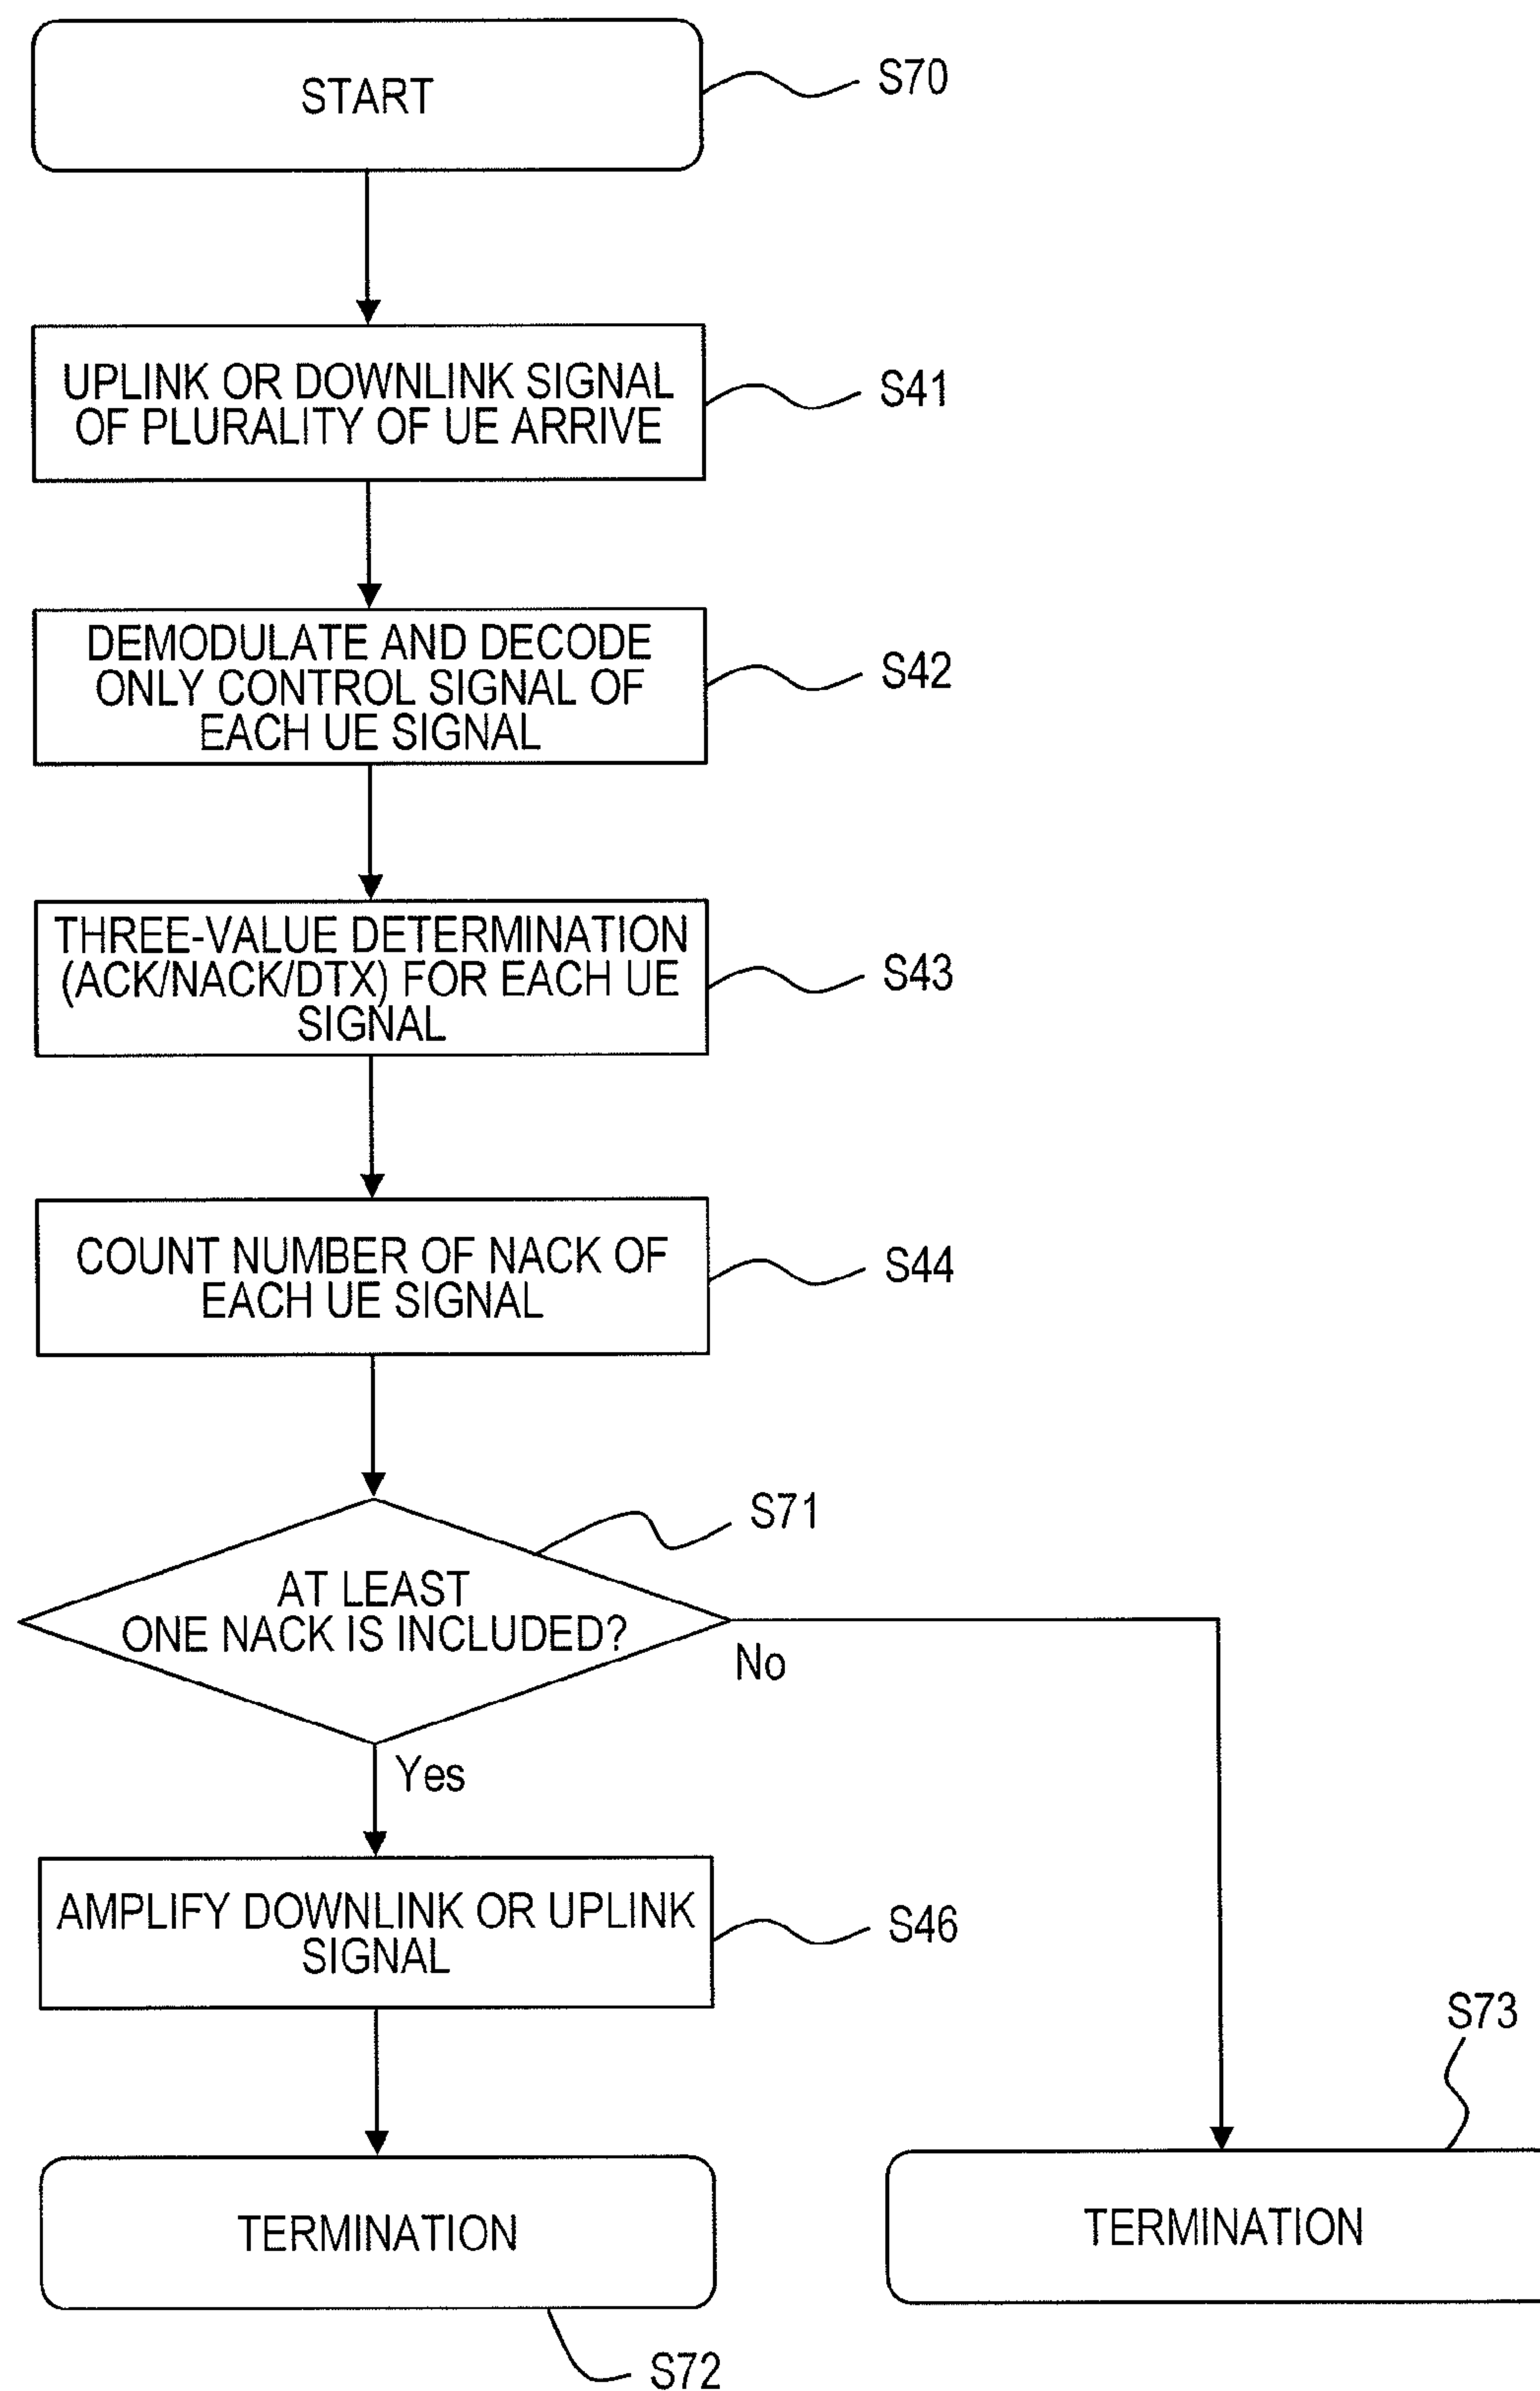 START
S70
UPLINK OR DOWNLINK SIGNAL
OF PLURALITY OF UE ARRIVE
S41
DEMODULATE AND DECODE
ONLY CONTROL SIGNAL OF
EACH UE SIGNAL
S42
THREE-VALUE DETERMINATION
(ACK/NACK/DTX) FOR EACH UE
SIGNAL
S43
COUNT NUMBER OF NACK OF
EACH UE SIGNAL
S44
S71
AT LEAST
ONE NACK IS INCLUDED?
No
Yes
AMPLIFY DOWNLINK OR UPLINK
SIGNAL
S46
S73
TERMINATION
TERMINATION
S72